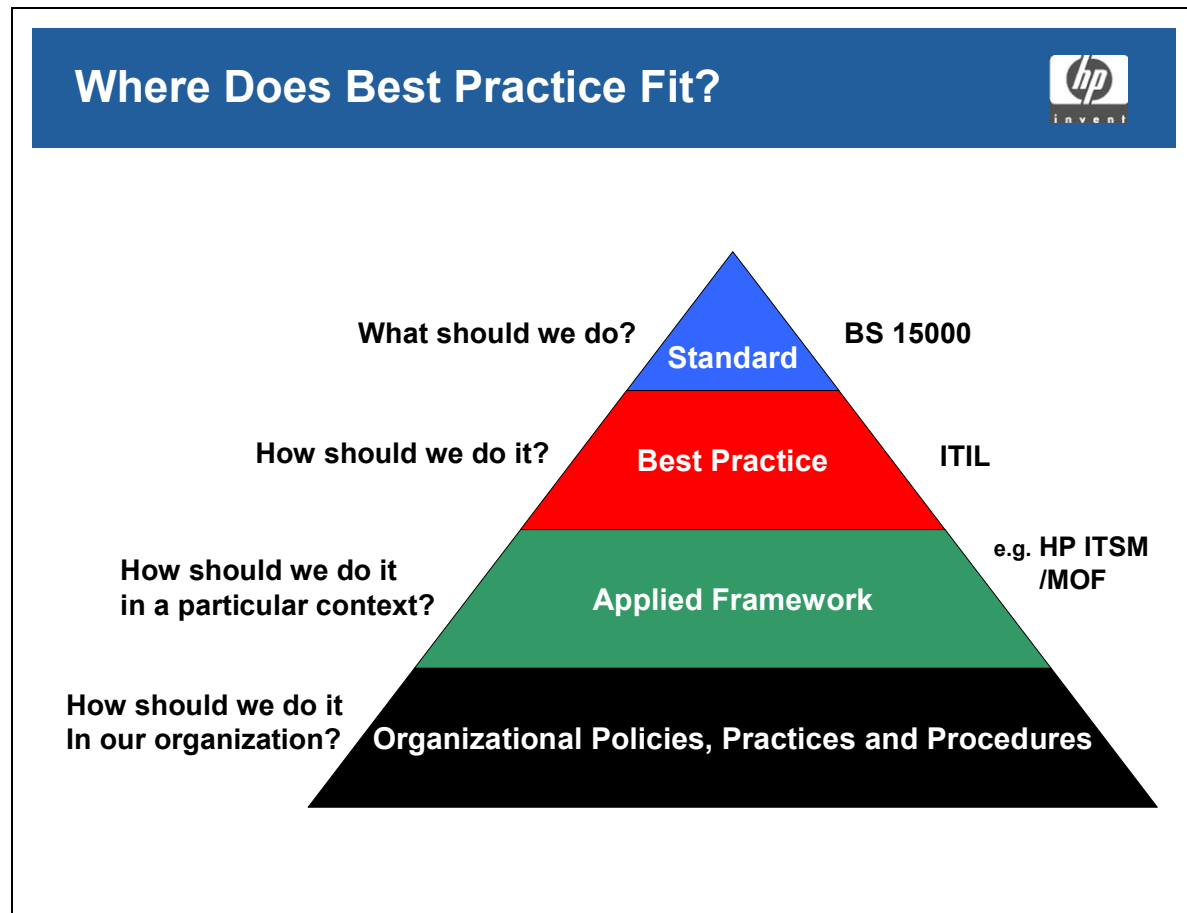 Where Does Best Practice Fit?
hp
invent
What should we do?
Standard
BS 15000
How should we do it?
Best Practice
ITIL
How should we do it
in a particular context?
Applied Framework
e.g. HP ITSM
/MOF
How should we do it
In our organization?
Organizational Policies, Practices and Procedures